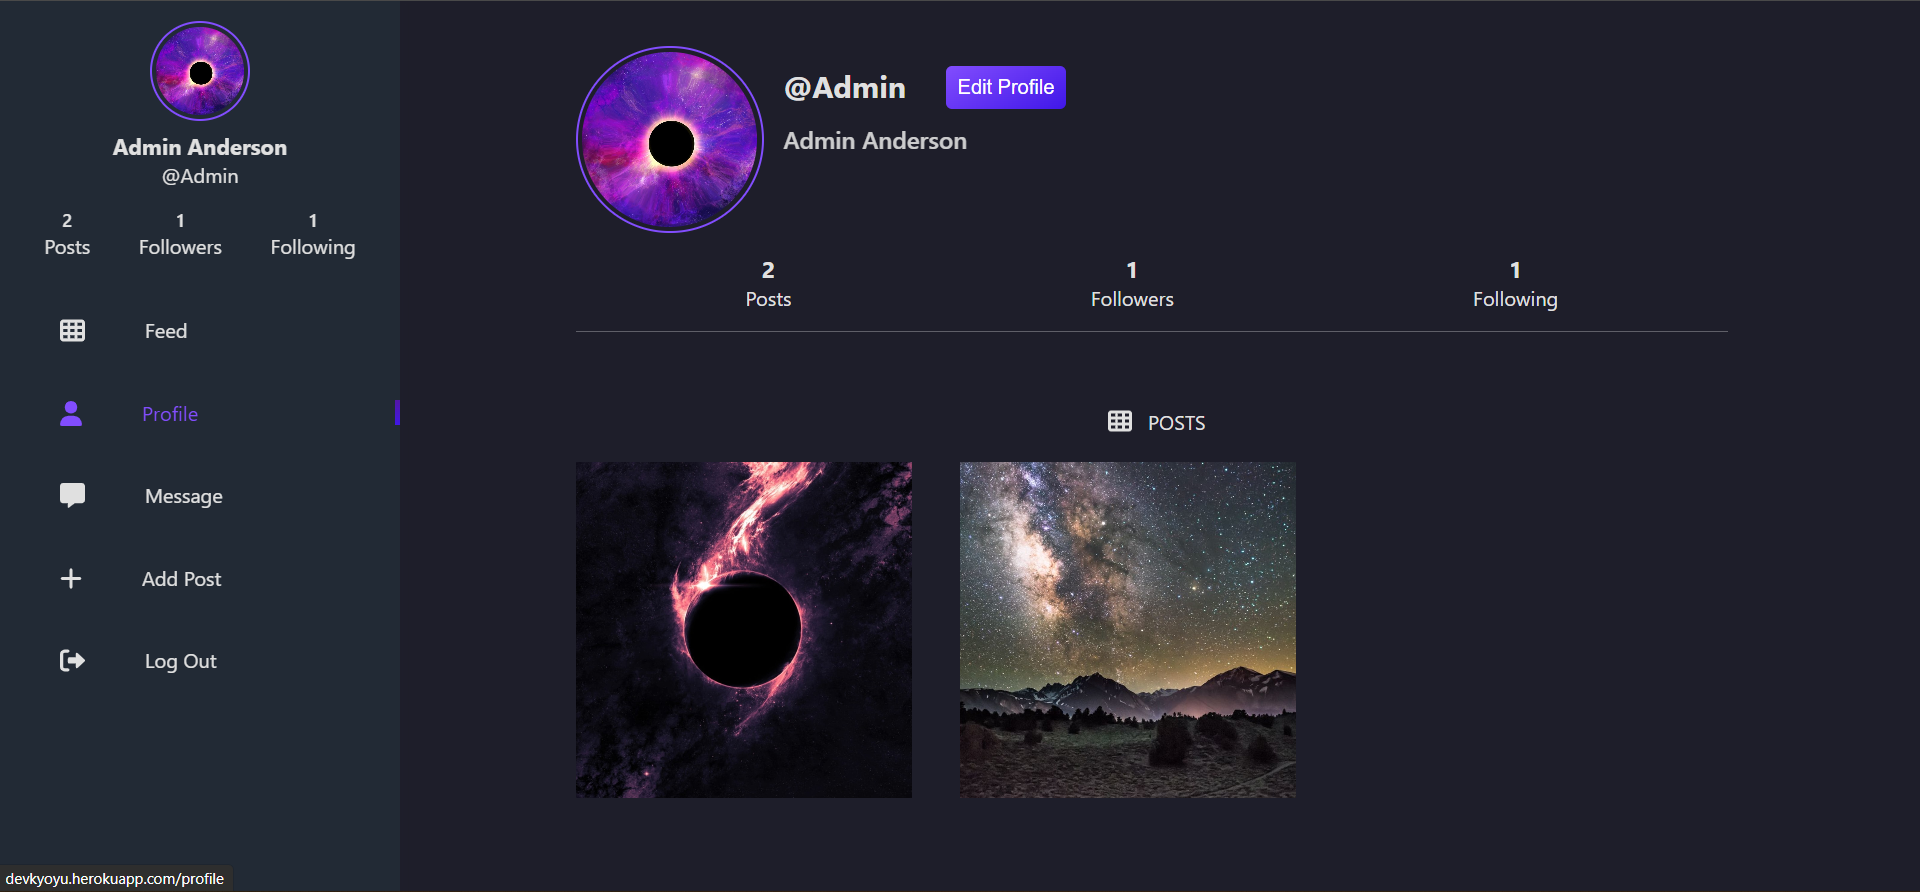 Admin Anderson
@Admin
2 1 1
Posts Followers Following
Feed
Profile
Message
Add Post
Log Out
@Admin Edit Profile
Admin Anderson
2 1 1
Posts Followers Following
POSTS
devkyoyu.herokuapp.com/profile